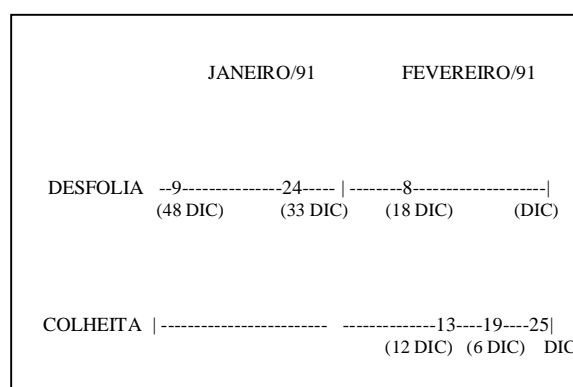 JANEIRO/91 FEVEREIRO/91
DESFOLIA --9---------------24----- | --------8--------------------|
(48 DIC) (33 DIC) (18 DIC) (DIC)
COLHEITA | ------------------------- --------------13----19----25|
(12 DIC) (6 DIC) DIC